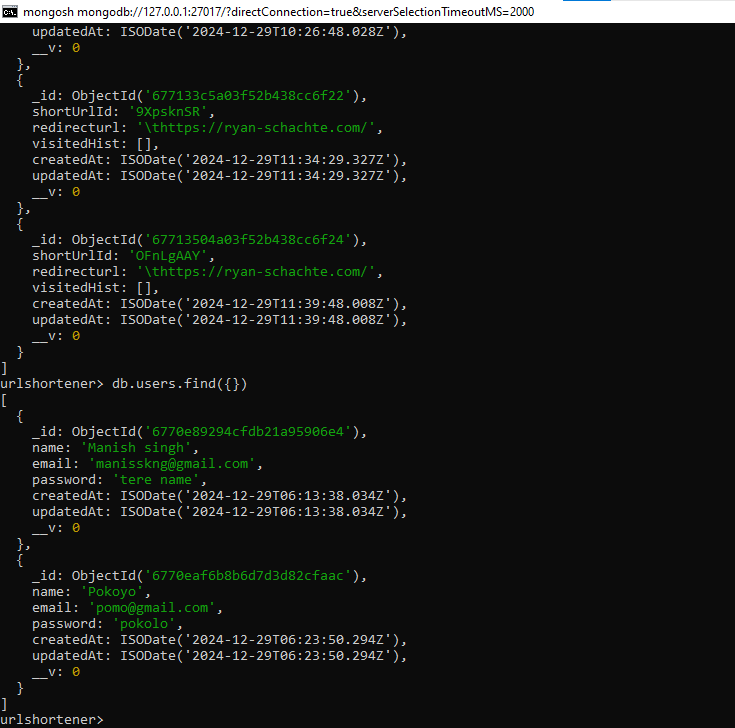 mongosh mongodb://127.0.0.1:27017/?directConnection=true&serverSelectionTimeoutMS=2000
    updatedAt: ISODate('2024-12-29T10:26:48.028Z'),
    __v: 0
  },
  {
    _id: ObjectId('677133c5a03f52b438cc6f22'),
    shortUrlId: '9XpsknSR',
    redirecturl: '\thttps://ryan-schachte.com/',
    visitedHist: [],
    createdAt: ISODate('2024-12-29T11:34:29.327Z'),
    updatedAt: ISODate('2024-12-29T11:34:29.327Z'),
    __v: 0
  },
  {
    _id: ObjectId('67713504a03f52b438cc6f24'),
    shortUrlId: 'OFnLgAAY',
    redirecturl: '\thttps://ryan-schachte.com/',
    visitedHist: [],
    createdAt: ISODate('2024-12-29T11:39:48.008Z'),
    updatedAt: ISODate('2024-12-29T11:39:48.008Z'),
    __v: 0
  }
]
urlshortener> db.users.find({})
[
  {
    _id: ObjectId('6770e89294cfdb21a95906e4'),
    name: 'Manish singh',
    email: 'manisskng@gmail.com',
    password: 'tere name',
    createdAt: ISODate('2024-12-29T06:13:38.034Z'),
    updatedAt: ISODate('2024-12-29T06:13:38.034Z'),
    __v: 0
  },
  {
    _id: ObjectId('6770eaf6b8b6d7d3d82cfaac'),
    name: 'Pokoyo',
    email: 'pomo@gmail.com',
    password: 'pokolo',
    createdAt: ISODate('2024-12-29T06:23:50.294Z'),
    updatedAt: ISODate('2024-12-29T06:23:50.294Z'),
    __v: 0
  }
]
urlshortener>